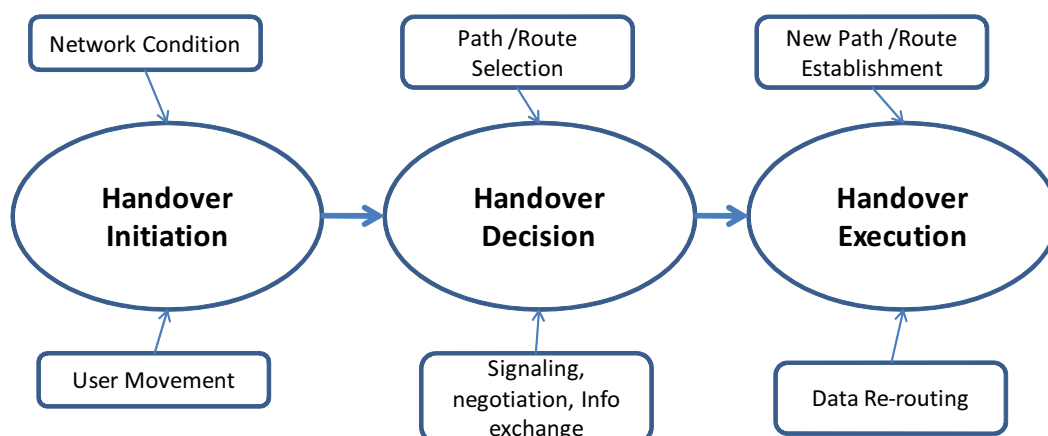 Network Condition
Path /Route
Selection
New Path /Route
Establishment
Handover
Initiation
Handover
Decision
Handover
Execution
User Movement
Signaling,
negotiation, Info
exchange
Data Re-routing